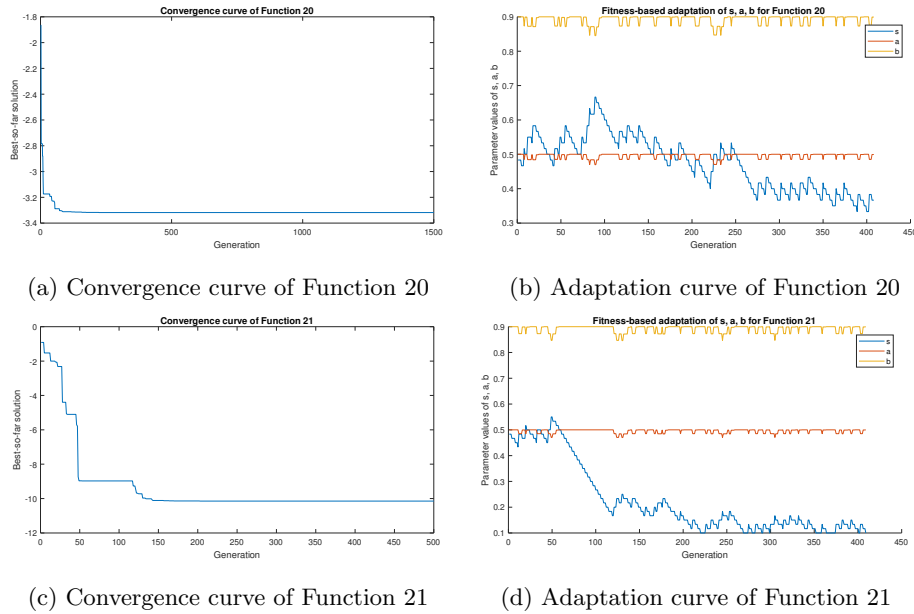 Convergence curve of Function 20
-1.8
-2
-2.2
-2.4
-2.6
-2.8
-3
-3.2
-3.4
Best-so-far solution
0 500 1000 1500
Generation
(a) Convergence curve of Function 20
Fitness-based adaptation of s, a, b for Function 20
0.9
0.8
0.7
0.6
0.5
0.4
0.3
Parameter values of s, a, b
s
a
b
0 50 100 150 200 250 300 350 400 450
Generation
(b) Adaptation curve of Function 20
Convergence curve of Function 21
0
-2
-4
-6
-8
-10
-12
Best-so-far solution
0 50 100 150 200 250 300 350 400 450 500
Generation
(c) Convergence curve of Function 21
Fitness-based adaptation of s, a, b for Function 21
0.9
0.8
0.7
0.6
0.5
0.4
0.3
0.2
0.1
Parameter values of s, a, b
s
a
b
0 50 100 150 200 250 300 350 400 450
Generation
(d) Adaptation curve of Function 21